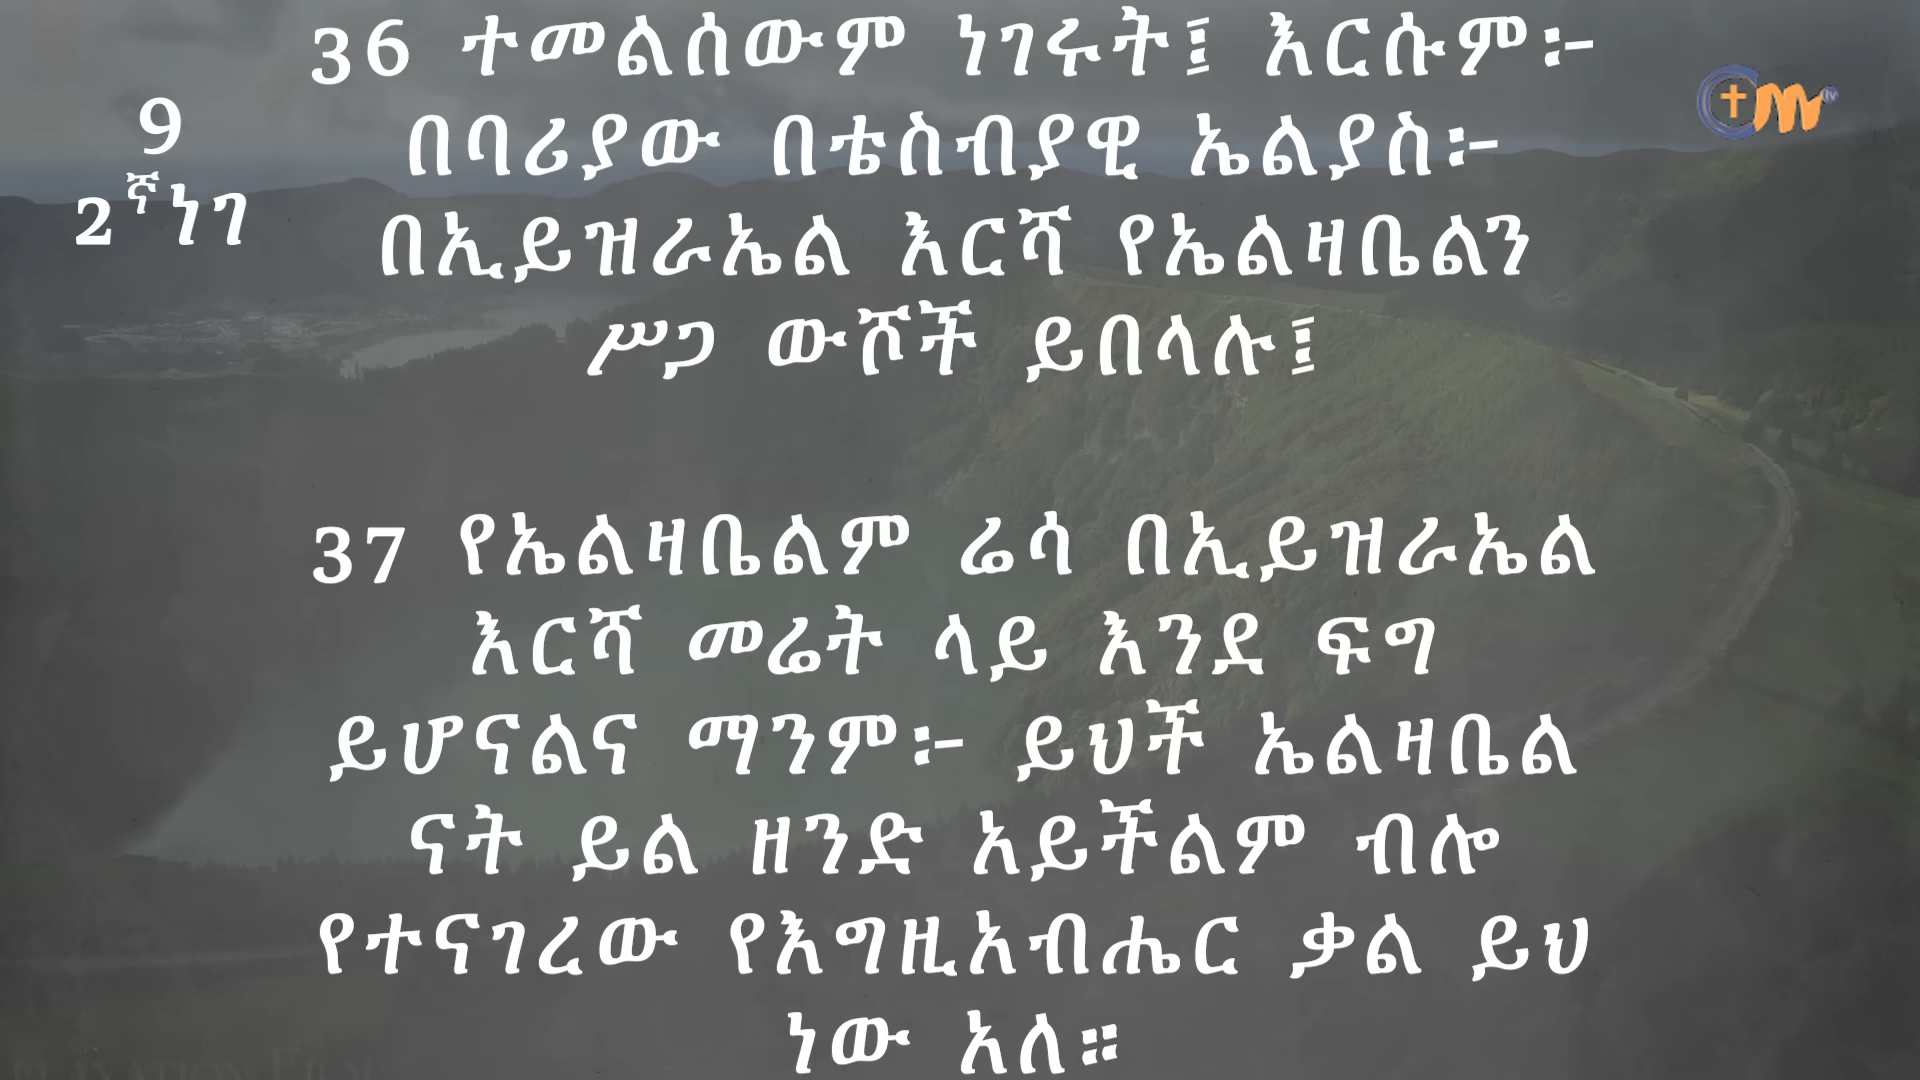 9
2ኛነገ
36 ተመልሰውም ነገሩት፤ እርሱም፡-
በባሪያው በቴስብያዊ ኤልያስ፡-
በኢይዝራኤል እርሻ የኤልዛቤልን
ሥጋ ውሾች ይበላሉ፤
37 የኤልዛቤልም ሬሳ በኢይዝራኤል
እርሻ መሬት ላይ እንደ ፍግ
ይሆናልና ማንም፡- ይህች ኤልዛቤል
ናት ይል ዘንድ አይችልም ብሎ
የተናገረው የእግዚአብሔር ቃል ይህ
ነው አለ።
tv